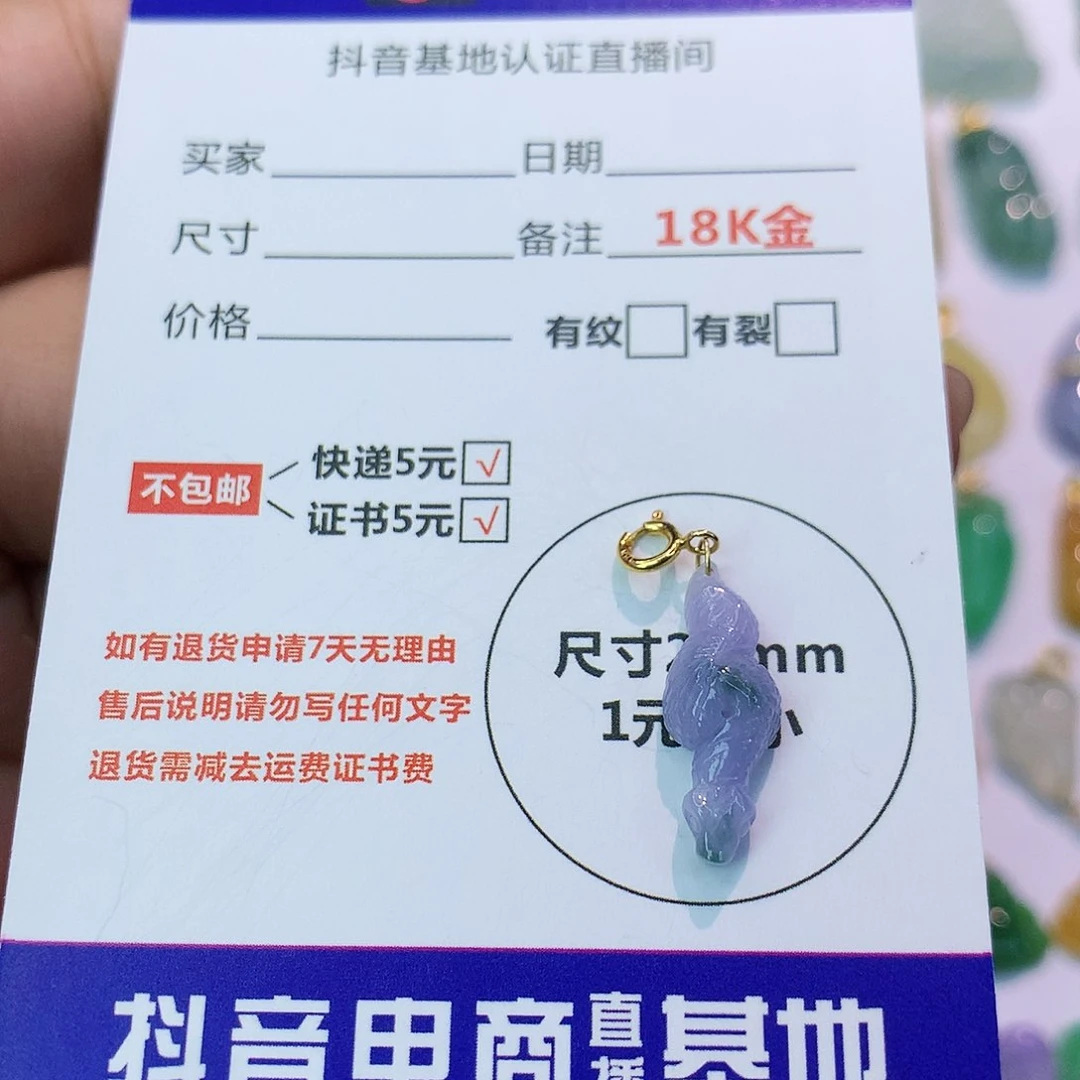 抖音基地认证直播间
买家 日期
尺寸 备注 18K金
价格 有纹 有裂
不包邮
快递5元 √
证书5元 √
如有退货申请7天无理由
售后说明请勿写任何文字
退货需减去运费证书费
尺寸 mm
1元 小
抖音电商直播基地